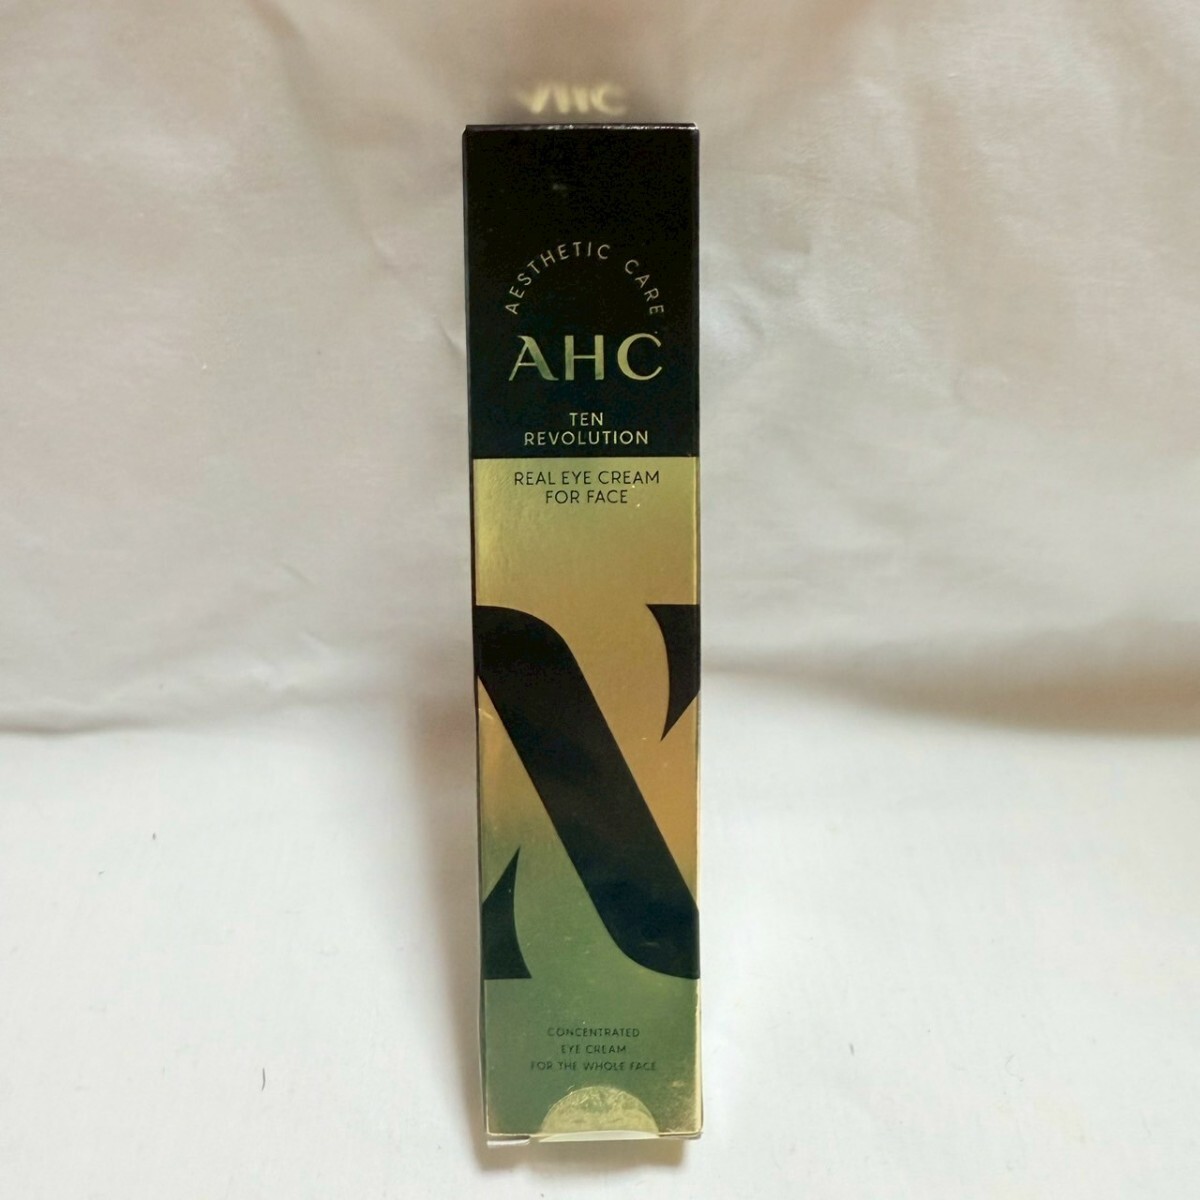 AESTHETIC CARE
AHC
TEN
REVOLUTION
REAL EYE CREAM
FOR FACE
CONCENTRATED
EYE CREAM
FOR THE WHOLE FACE